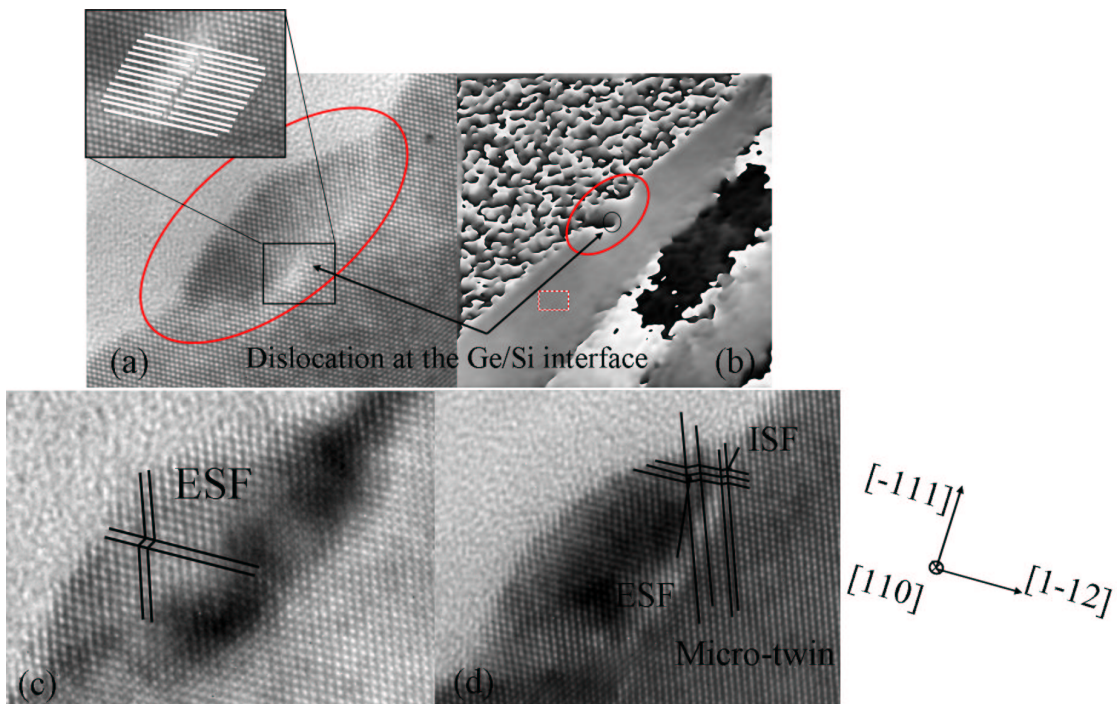 (a)
Dislocation at the Ge/Si interface
(b)
ESF
(c)
ISF
ESF
Micro-twin
(d)
[-111]
[110]
[1-12]